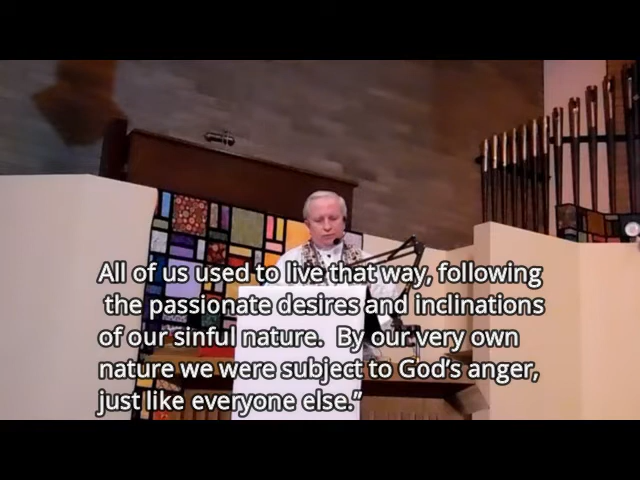 All of us used to live that way, following
the passionate desires and inclinations
of our sinful nature.  By our very own
nature we were subject to God’s anger,
just like everyone else.”